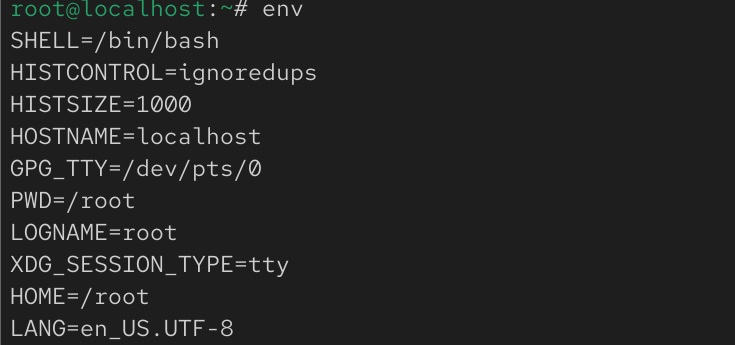 root@localhost:~# env
SHELL=/bin/bash
HISTCONTROL=ignoredups
HISTSIZE=1000
HOSTNAME=localhost
GPG_TTY=/dev/pts/0
PWD=/root
LOGNAME=root
XDG_SESSION_TYPE=tty
HOME=/root
LANG=en_US.UTF-8